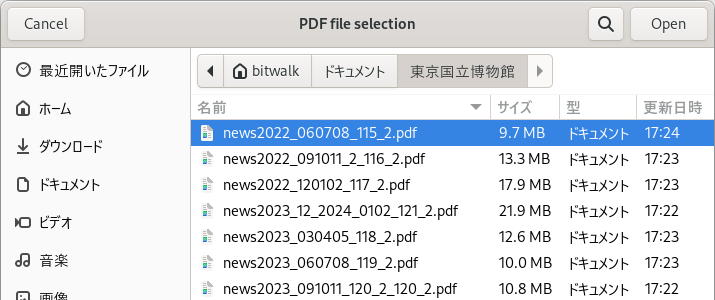 Cancel PDF file selection Open
最近開いたファイル
ホーム
ダウンロード
ドキュメント
ビデオ
音楽
画像
bitwalk ドキュメント 東京国立博物館
名前 サイズ 型 更新日時
news2022_060708_115_2.pdf 9.7 MB ドキュメント 17:24
news2022_091011_2_116_2.pdf 13.3 MB ドキュメント 17:23
news2022_120102_117_2.pdf 17.9 MB ドキュメント 17:23
news2023_12_2024_0102_121_2.pdf 21.9 MB ドキュメント 17:22
news2023_030405_118_2.pdf 12.6 MB ドキュメント 17:23
news2023_060708_119_2.pdf 10.0 MB ドキュメント 17:23
news2023_091011_120_2_120_2.pdf 10.8 MB ドキュメント 17:22